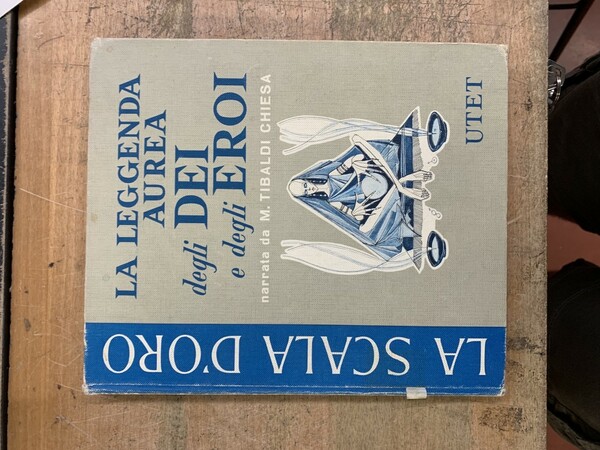 LA SCALA D'ORO
LA LEGGENDA
AUREA
degli DEI
e degli EROI
narrata da M. TIBALDI CHIESA
UTET